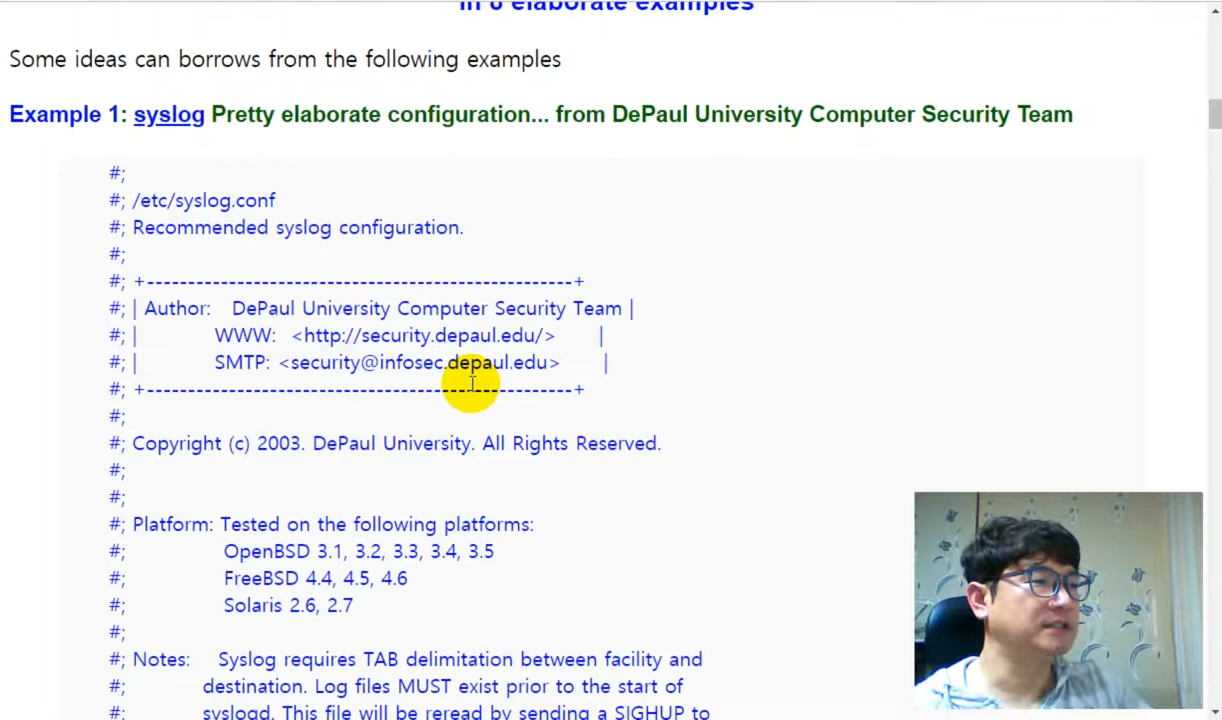 in 6 elaborate examples
Some ideas can borrows from the following examples
Example 1: syslog Pretty elaborate configuration... from DePaul University Computer Security Team
#;
#; /etc/syslog.conf
#; Recommended syslog configuration.
#;
#; +-----------------------------------------------------+
#; | Author: DePaul University Computer Security Team |
#; | WWW: <http://security.depaul.edu/> |
#; | SMTP: <security@infosec.depaul.edu> |
#; +-----------------------------------------------------+
#;
#; Copyright (c) 2003. DePaul University. All Rights Reserved.
#;
#;
#; Platform: Tested on the following platforms:
#; OpenBSD 3.1, 3.2, 3.3, 3.4, 3.5
#; FreeBSD 4.4, 4.5, 4.6
#; Solaris 2.6, 2.7
#;
#; Notes: Syslog requires TAB delimitation between facility and
#; destination. Log files MUST exist prior to the start of
#; syslogd. This file will be reread by sending a SIGHUP to